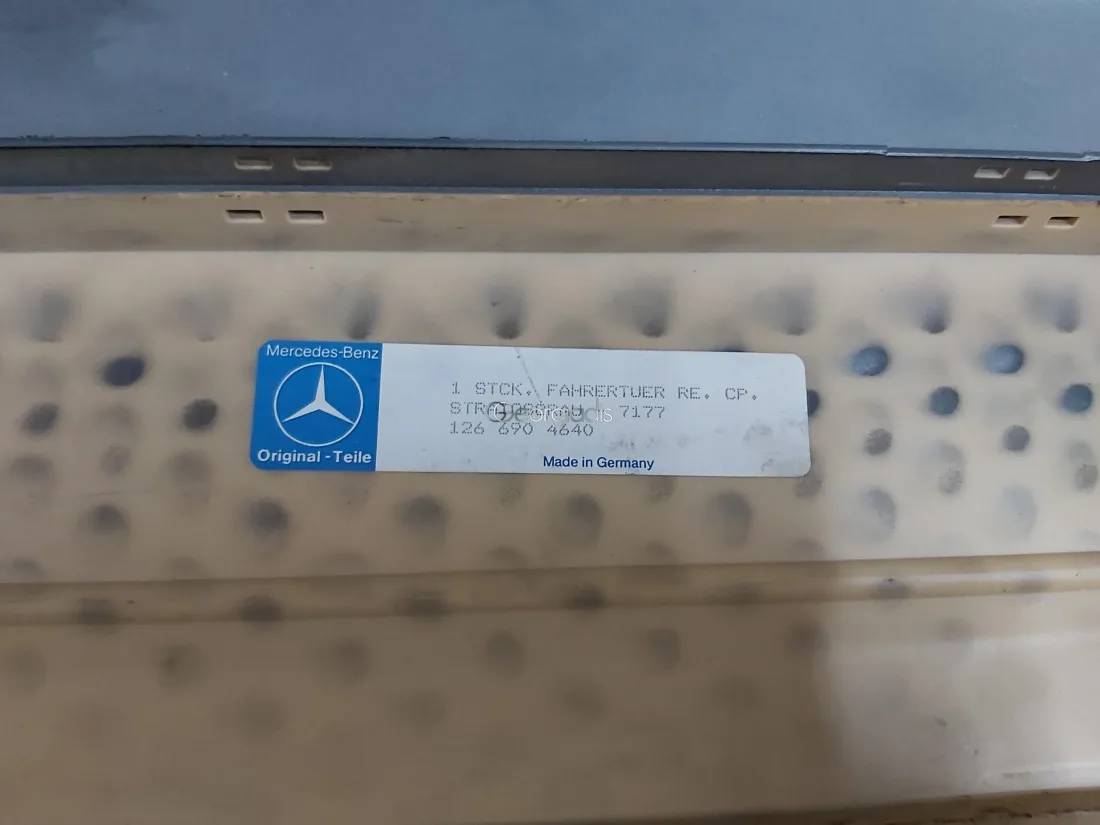 Mercedes-Benz
Original-Teile
1 STCK. FAHRERTUER RE. CP.
7177
126 690 4640
Made in Germany